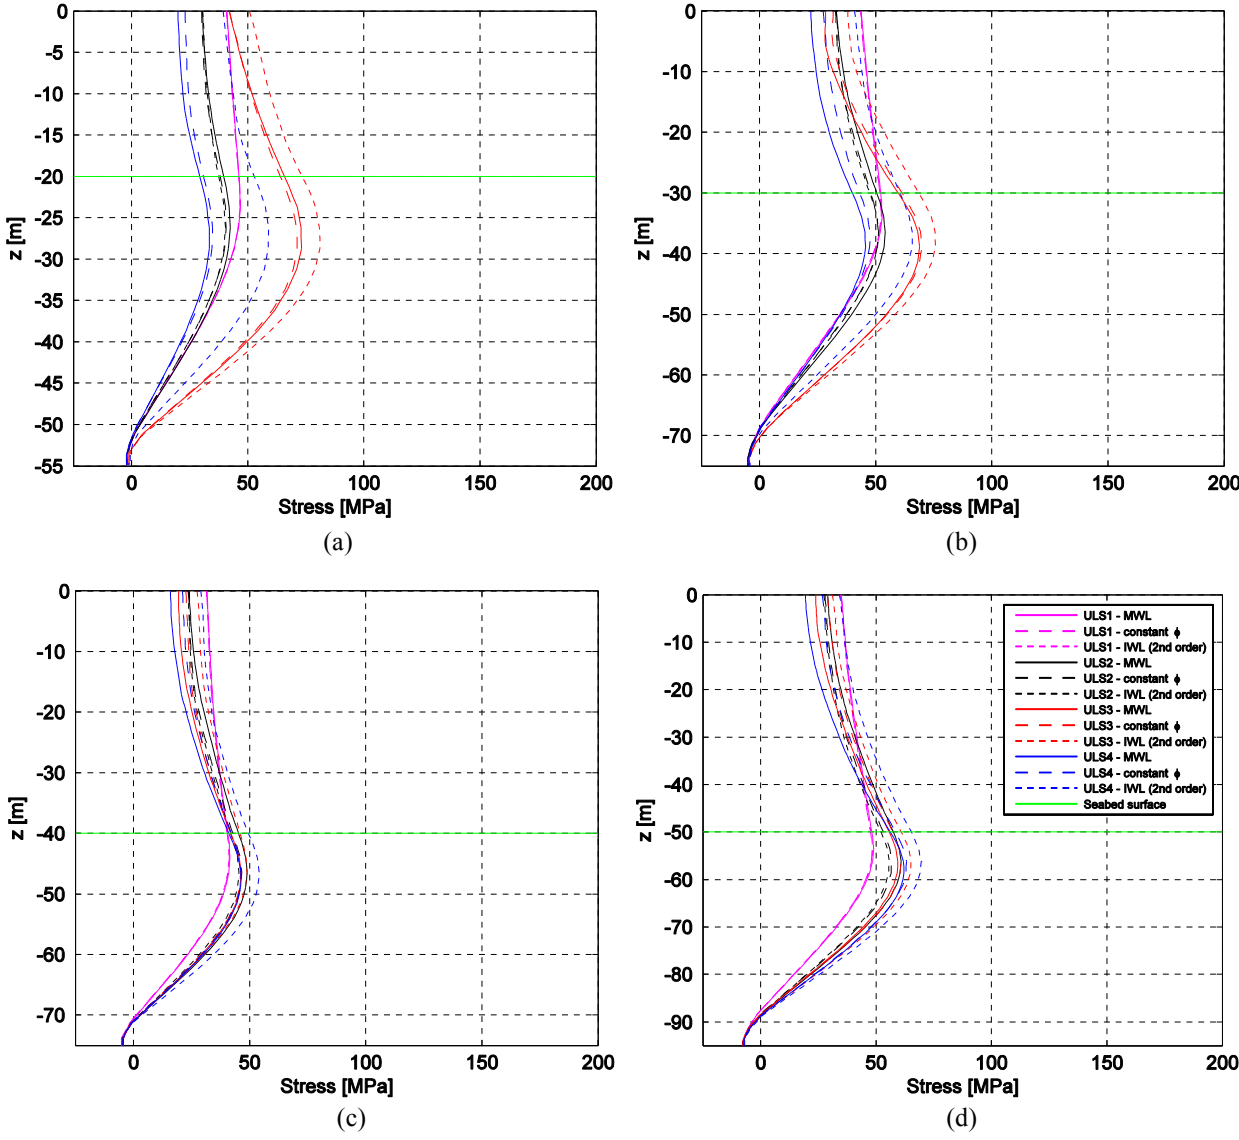 0
-5
-10
-15
-20
-25
-30
-35
-40
-45
-50
-55
z [m]
0 50 100 150 200
Stress [MPa]
(a)
0
-10
-20
-30
-40
-50
-60
-70
z [m]
0 50 100 150 200
Stress [MPa]
(b)
0
-10
-20
-30
-40
-50
-60
-70
z [m]
0 50 100 150 200
Stress [MPa]
(c)
0
-10
-20
-30
-40
-50
-60
-70
-80
-90
z [m]
ULS1 - MWL
ULS1 - constant ϕ
ULS1 - IWL (2nd order)
ULS2 - MWL
ULS2 - constant ϕ
ULS2 - IWL (2nd order)
ULS3 - MWL
ULS3 - constant ϕ
ULS3 - IWL (2nd order)
ULS4 - MWL
ULS4 - constant ϕ
ULS4 - IWL (2nd order)
Seabed surface
0 50 100 150 200
Stress [MPa]
(d)